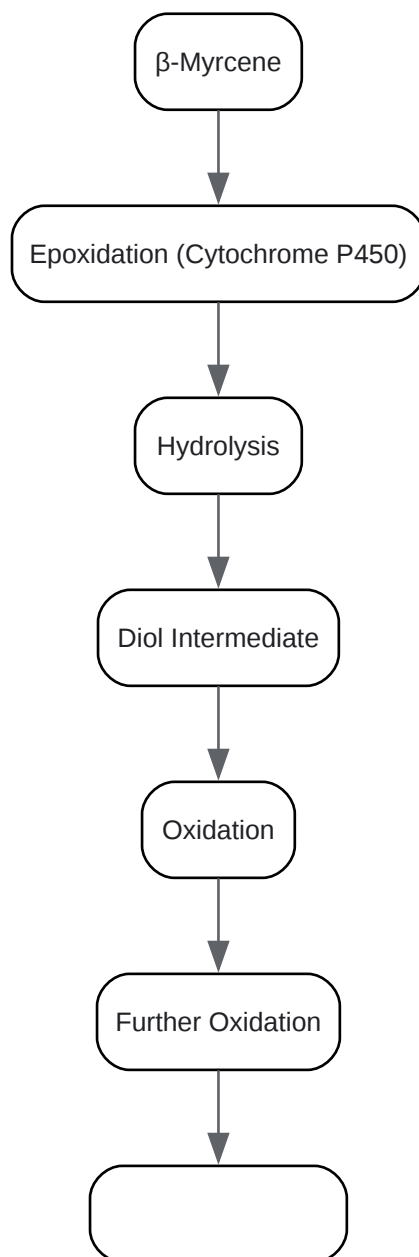 β-Myrcene
Epoxidation (Cytochrome P450)
Hydrolysis
Diol Intermediate
Oxidation
Further Oxidation